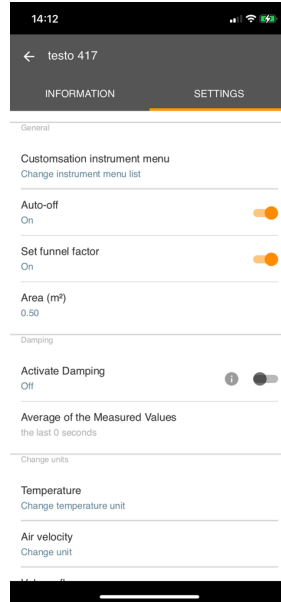 14:12
testo 417
INFORMATION SETTINGS
General
Customsation instrument menu
Change instrument menu list
Auto-off
On
Set funnel factor
On
Area (m²)
0.50
Damping
Activate Damping
Off
Average of the Measured Values
the last 0 seconds
Change units
Temperature
Change temperature unit
Air velocity
Change unit